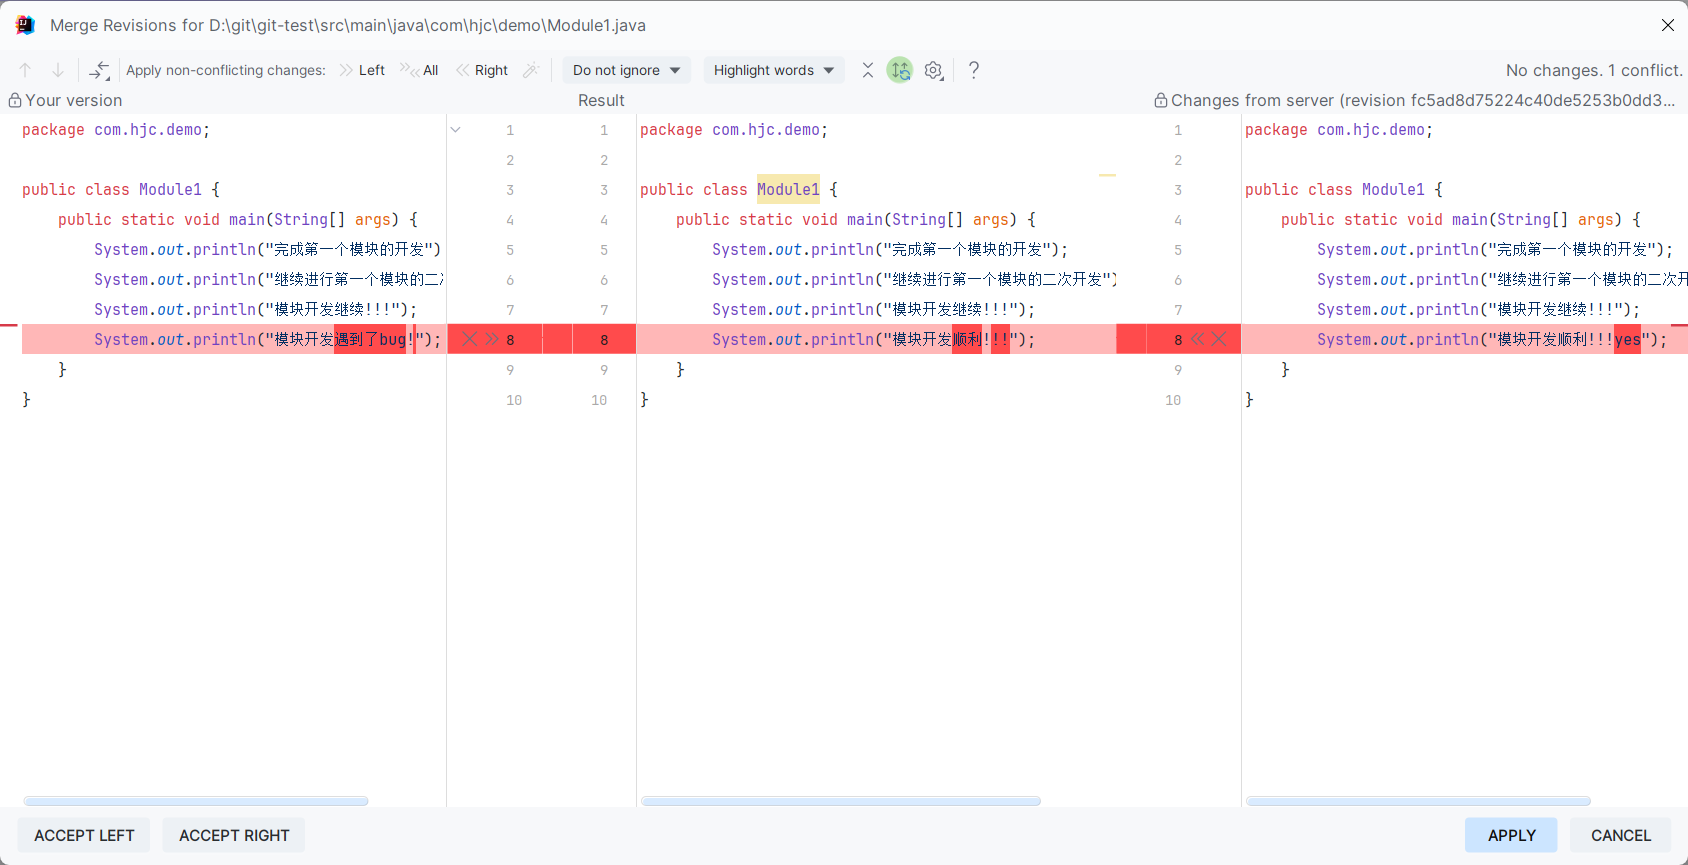 Merge Revisions for D:\git\git-test\src\main\java\com\hjc\demo\Module1.java
Apply non-conflicting changes: Left All Right Do not ignore Highlight words ? No changes. 1 conflict.
Your version Result Changes from server (revision fc5ad8d75224c40de5253b0dd3...
package com.hjc.demo;
public class Module1 {
public static void main(String[] args) {
System.out.println("完成第一个模块的开发")
System.out.println("继续进行第一个模块的二
System.out.println("模块开发继续!!!");
System.out.println("模块开发遇到了bug!");
}
}
1 1
2 2
3 3
4 4
5 5
6 6
7 7
8 8
9 9
10 10
package com.hjc.demo;
public class Module1 {
public static void main(String[] args) {
System.out.println("完成第一个模块的开发");
System.out.println("继续进行第一个模块的二次开发")
System.out.println("模块开发继续!!!");
System.out.println("模块开发顺利!!!");
}
}
1
2
3
4
5
6
7
8
9
10
package com.hjc.demo;
public class Module1 {
public static void main(String[] args) {
System.out.println("完成第一个模块的开发");
System.out.println("继续进行第一个模块的二次开
System.out.println("模块开发继续!!!");
System.out.println("模块开发顺利!!!yes");
}
}
ACCEPT LEFT ACCEPT RIGHT APPLY CANCEL